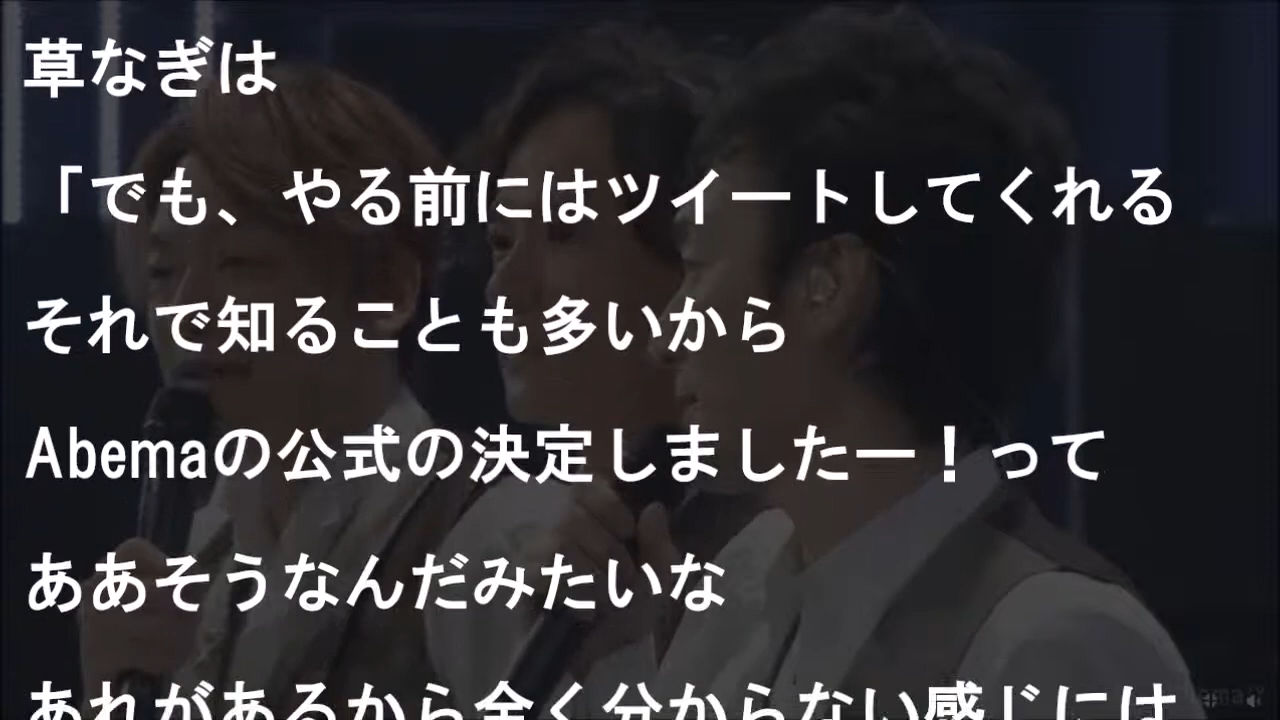 草なぎは
「でも、やる前にはツイートしてくれる
それで知ることも多いから
Abemaの公式の決定しましたー！って
ああそうなんだみたいな
あれがあるから全く分からない感じには